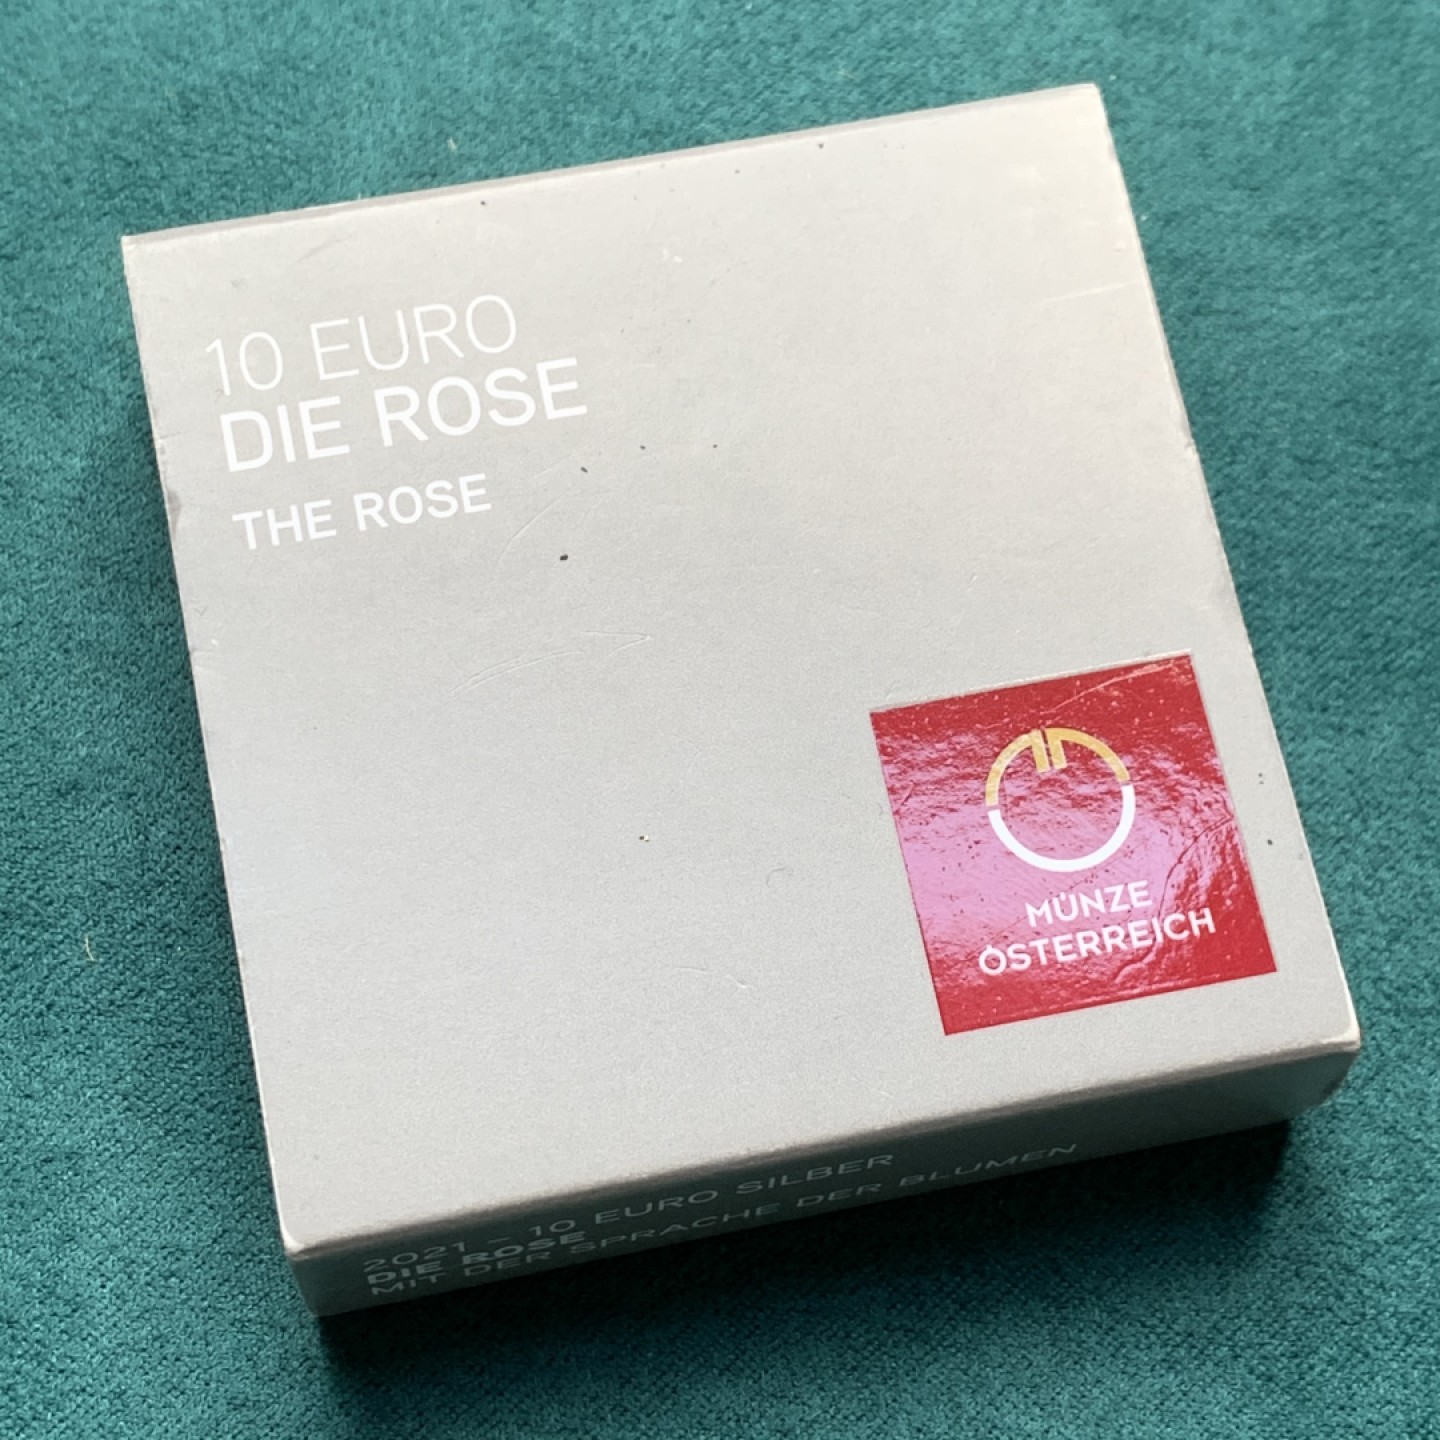 10 EURO
DIE ROSE
THE ROSE
MÜNZE
ÖSTERREICH
2021 – 10 EURO SILBER
DIE ROSE
MIT DER SPRACHE DER BLUMEN